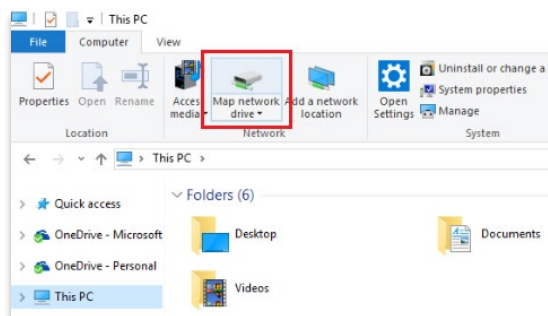 This PC
File Computer View
Properties Open Rename Access media Map network drive Add a network location Open Settings Uninstall or change a System properties Manage
Location Network System
This PC
Quick access
OneDrive - Microsoft
OneDrive - Personal
This PC
Folders (6)
Desktop Documents
Videos